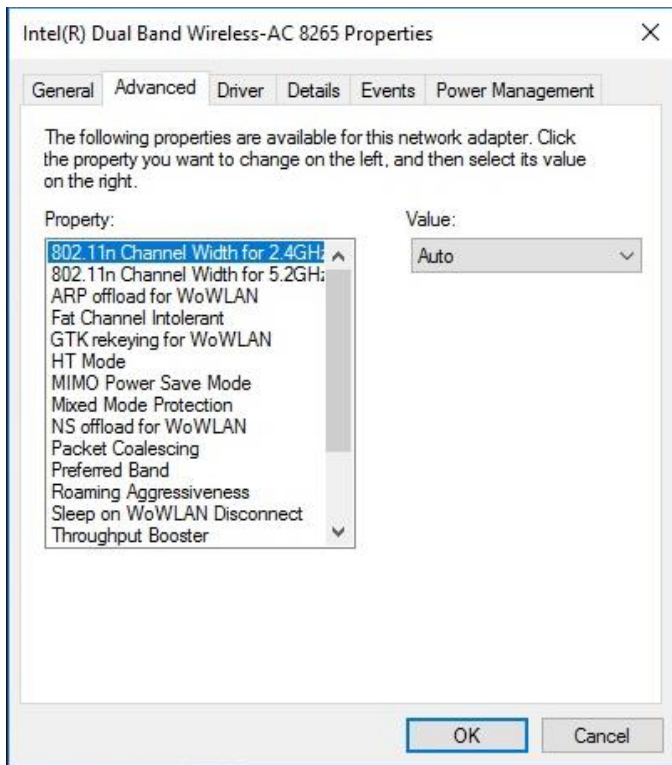 Intel(R) Dual Band Wireless-AC 8265 Properties
General Advanced Driver Details Events Power Management
The following properties are available for this network adapter. Click
the property you want to change on the left, and then select its value
on the right.
Property:
Value:
802.11n Channel Width for 2.4GHz
Auto
802.11n Channel Width for 5.2GHz
ARP offload for WoWLAN
Fat Channel Intolerant
GTK rekeying for WoWLAN
HT Mode
MIMO Power Save Mode
Mixed Mode Protection
NS offload for WoWLAN
Packet Coalescing
Preferred Band
Roaming Aggressiveness
Sleep on WoWLAN Disconnect
Throughput Booster
OK
Cancel